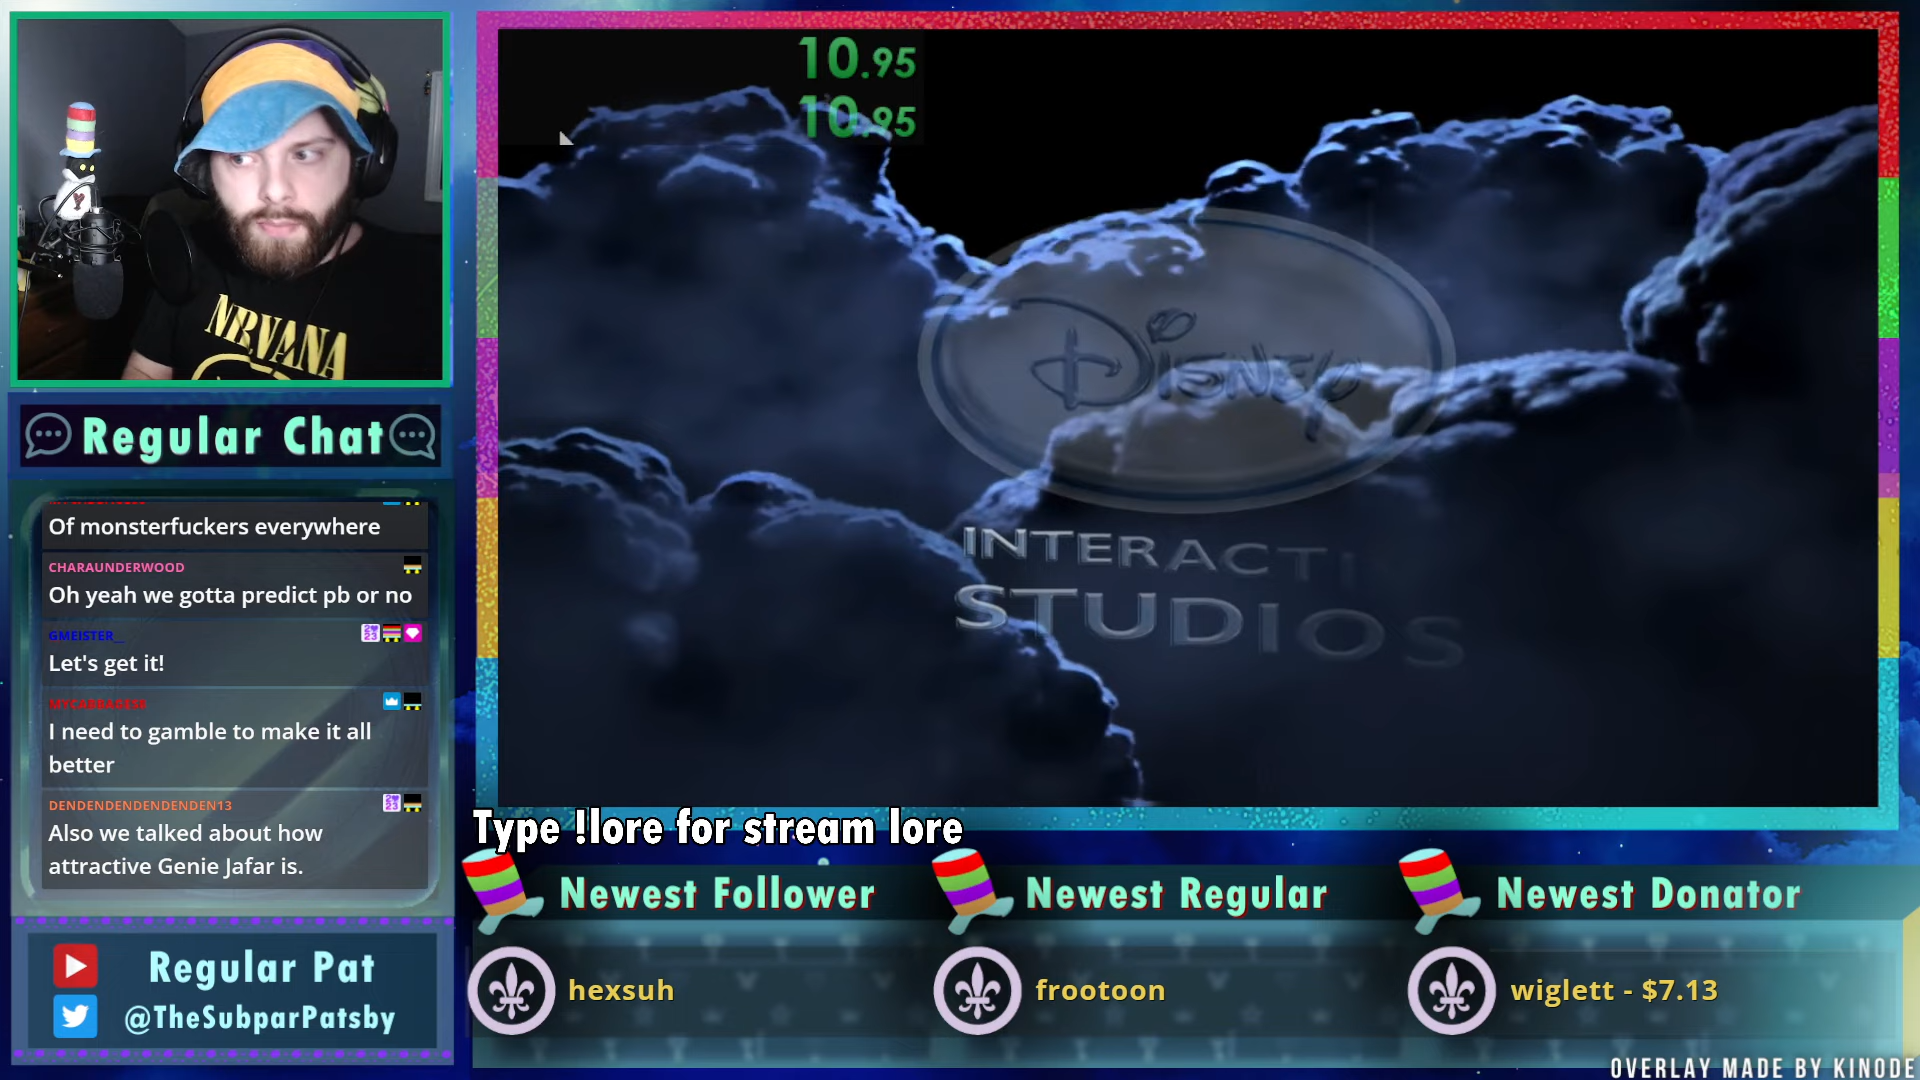 NIRVANA
10.95
10.95
Disney
INTERACTI
STUDIOS
Regular Chat
Of monsterfuckers everywhere
CHARAUNDERWOOD
Oh yeah we gotta predict pb or no
GMEISTER_
Let's get it!
I need to gamble to make it all
better
DENDENDENDENDENDEN13
Also we talked about how
attractive Genie Jafar is.
Regular Pat
@TheSubparPatsby
Type !lore for stream lore
Newest Follower
hexsuh
Newest Regular
frootoon
Newest Donator
wiglett - $7.13
OVERLAY MADE BY KINODE